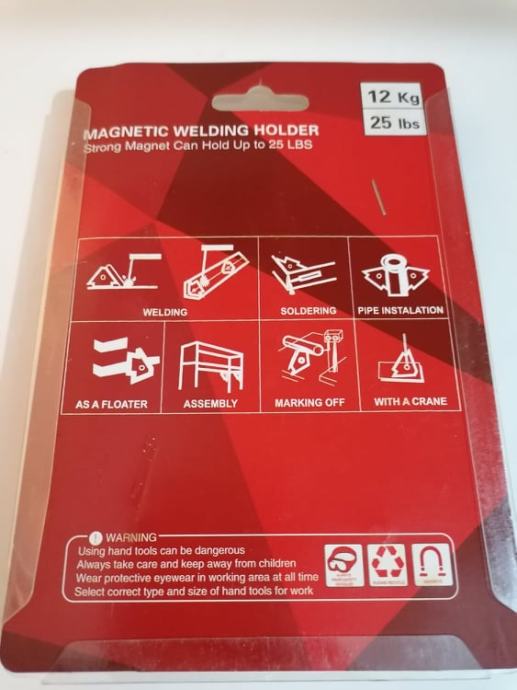 12 Kg
25 lbs
MAGNETIC WELDING HOLDER
Strong Magnet Can Hold Up to 25 LBS
WELDING
SOLDERING
PIPE INSTALATION
AS A FLOATER
ASSEMBLY
MARKING OFF
WITH A CRANE
! WARNING
Using hand tools can be dangerous
Always take care and keep away from children
Wear protective eyewear in working area at all time
Select correct type and size of hand tools for work
PLEASE RECYCLE